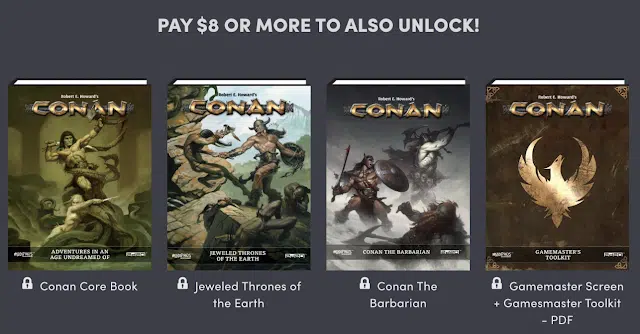 PAY $8 OR MORE TO ALSO UNLOCK!
Robert E. Howard's
CONAN
ADVENTURES IN AN
AGE UNDREAMED OF
Conan Core Book
Robert E. Howard's
CONAN
JEWELED THRONES
OF THE EARTH
Jeweled Thrones of
the Earth
Robert E. Howard's
CONAN
CONAN THE BARBARIAN
Conan The
Barbarian
Robert E. Howard's
CONAN
GAMEMASTER'S
TOOLKIT
Gamemaster Screen
+ Gamesmaster Toolkit
– PDF